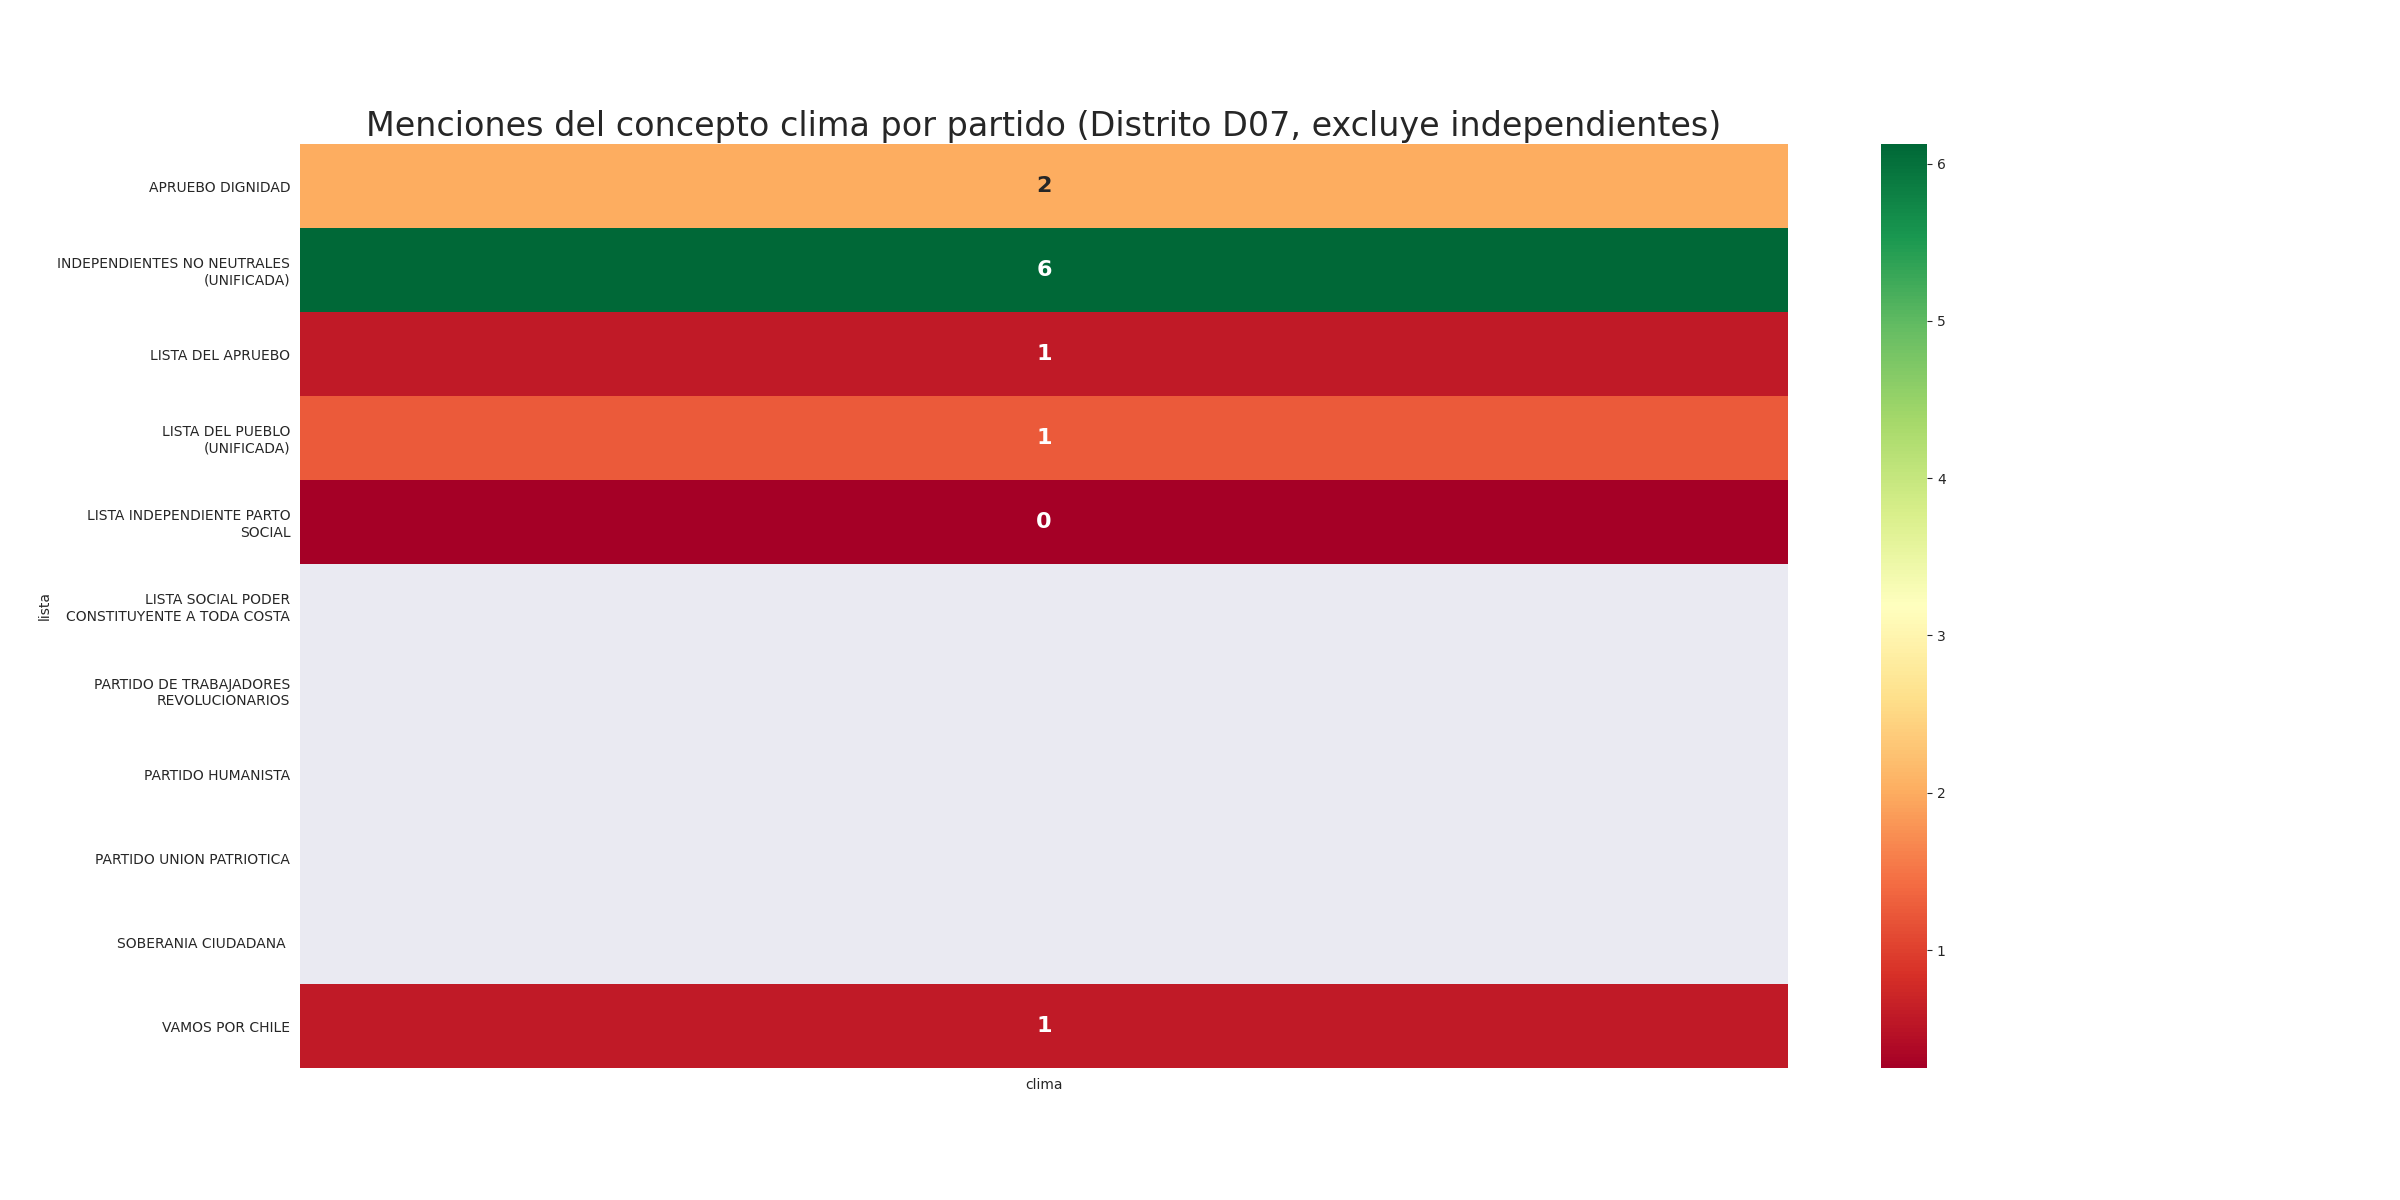 Menciones del concepto clima por partido (Distrito D07, excluye independientes)
APRUEBO DIGNIDAD
2
INDEPENDIENTES NO NEUTRALES
(UNIFICADA)
6
LISTA DEL APRUEBO
1
LISTA DEL PUEBLO
(UNIFICADA)
1
LISTA INDEPENDIENTE PARTO
SOCIAL
0
LISTA SOCIAL PODER
CONSTITUYENTE A TODA COSTA
PARTIDO DE TRABAJADORES
REVOLUCIONARIOS
PARTIDO HUMANISTA
PARTIDO UNION PATRIOTICA
SOBERANIA CIUDADANA
VAMOS POR CHILE
1
lista
clima
6
5
4
3
2
1